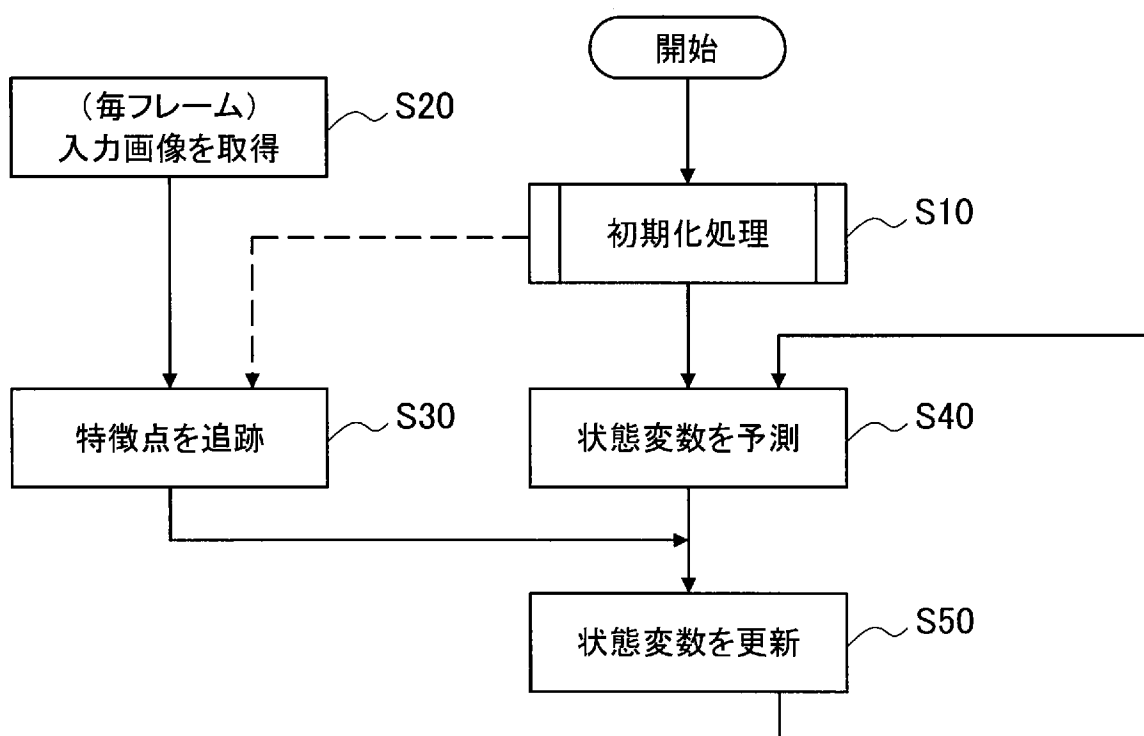 開始
(毎フレーム)
入力画像を取得
S20
初期化処理
S10
特徴点を追跡
S30
状態変数を予測
S40
状態変数を更新
S50